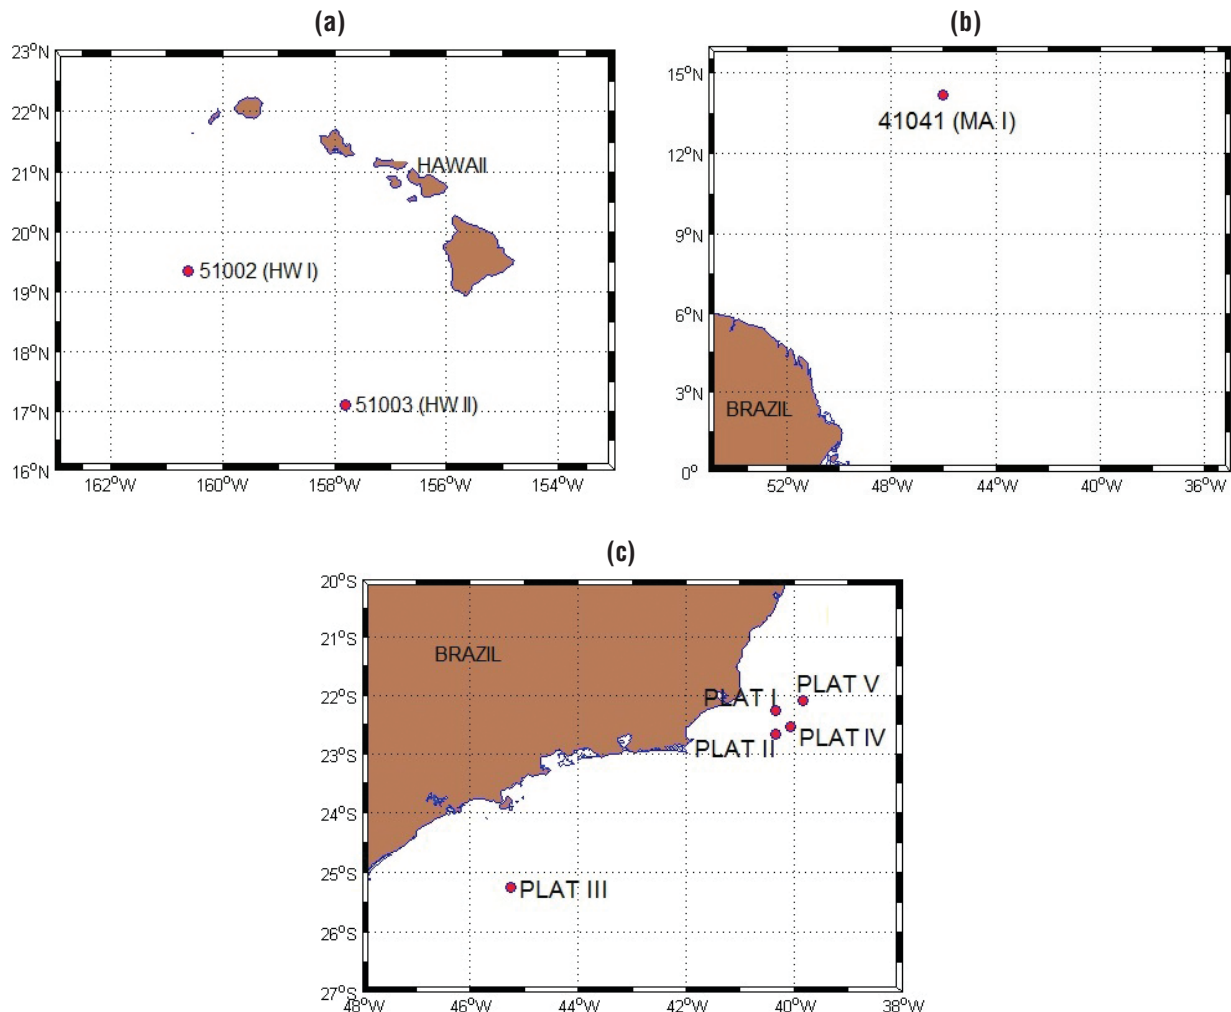 (a)
23°N
22°N
21°N
20°N
19°N
18°N
17°N
16°N
HAWAII
51002 (HW I)
51003 (HW II)
162°W 160°W 158°W 156°W 154°W
(b)
15°N
12°N
9°N
6°N
3°N
0°
41041 (MA I)
BRAZIL
52°W 48°W 44°W 40°W 36°W
(c)
20°S
21°S
22°S
23°S
24°S
25°S
26°S
27°S
BRAZIL
PLAT V
PLAT I
PLAT IV
PLAT II
PLAT III
48°W 46°W 44°W 42°W 40°W 38°W